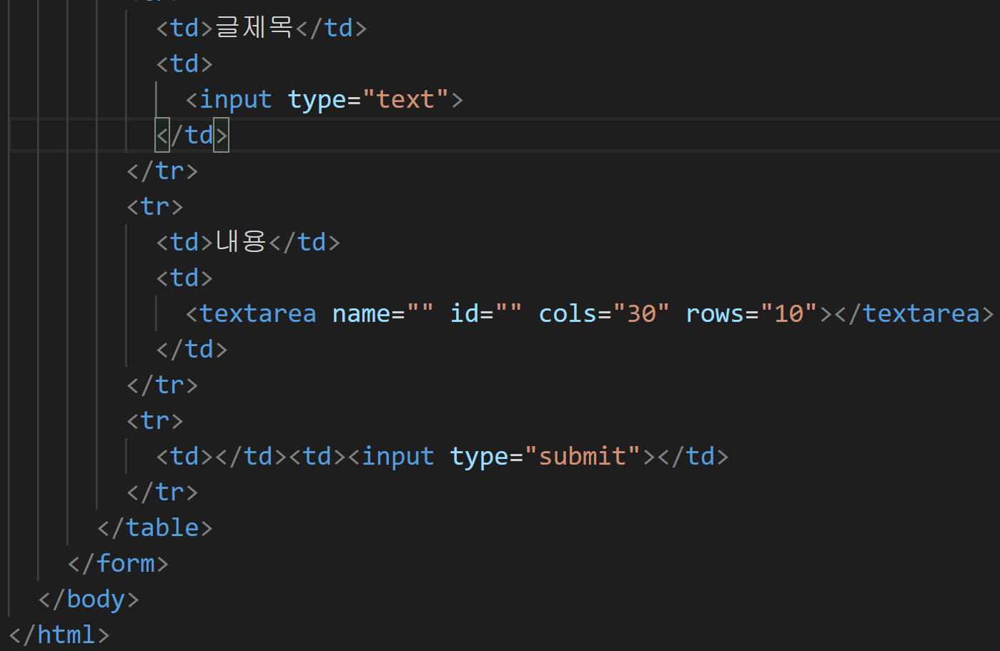 <td>글제목</td>
<td>
<input type="text">
</td>
</tr>
<tr>
<td>내용</td>
<td>
<textarea name="" id="" cols="30" rows="10"></textarea>
</td>
</tr>
<tr>
<td></td><td><input type="submit"></td>
</tr>
</table>
</form>
</body>
</html>